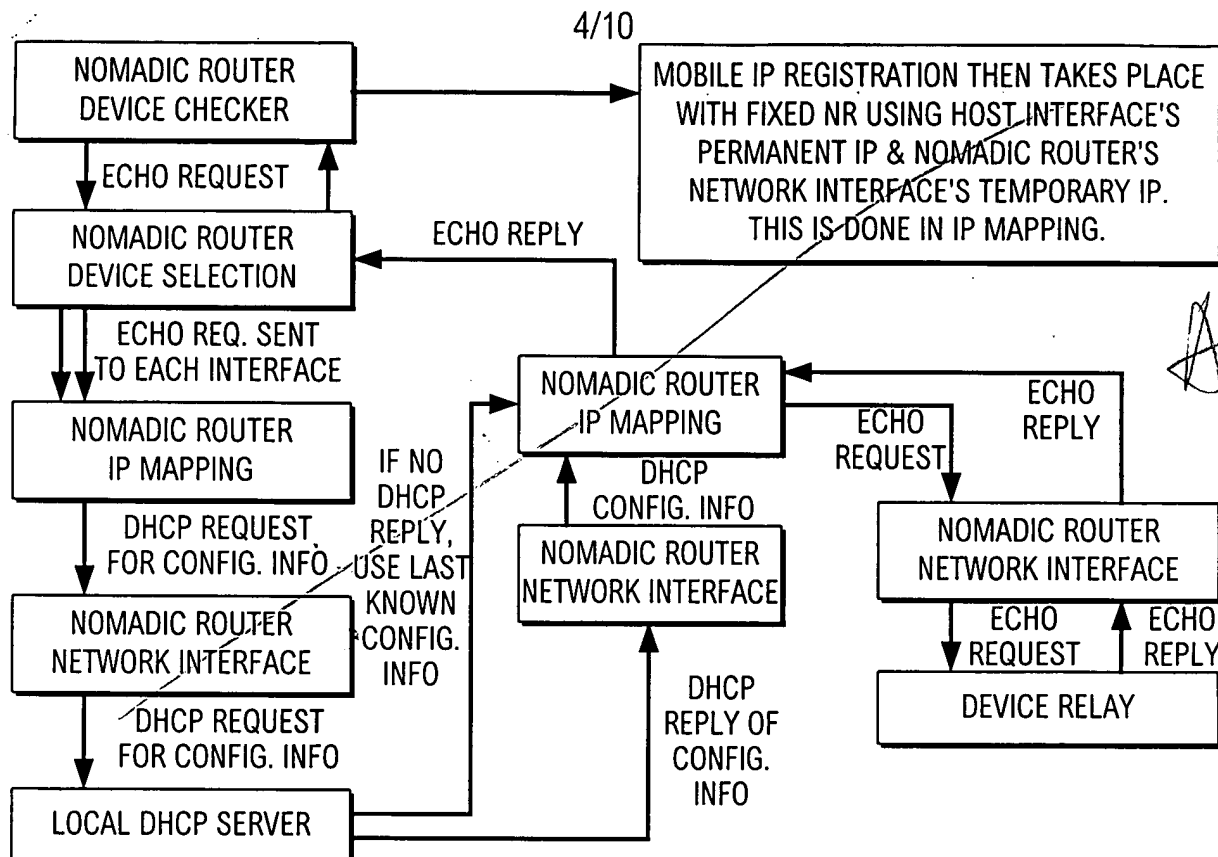 4/10
NOMADIC ROUTER
DEVICE CHECKER
MOBILE IP REGISTRATION THEN TAKES PLACE
WITH FIXED NR USING HOST INTERFACE'S
PERMANENT IP & NOMADIC ROUTER'S
NETWORK INTERFACE'S TEMPORARY IP.
THIS IS DONE IN IP MAPPING.
ECHO REQUEST
NOMADIC ROUTER
DEVICE SELECTION
ECHO REPLY
ECHO REQ. SENT
TO EACH INTERFACE
NOMADIC ROUTER
IP MAPPING
NOMADIC ROUTER
IP MAPPING
ECHO
REQUEST
ECHO
REPLY
DHCP REQUEST
FOR CONFIG. INFO
IF NO
DHCP
REPLY,
USE LAST
KNOWN
CONFIG.
INFO
DHCP
CONFIG. INFO
NOMADIC ROUTER
NETWORK INTERFACE
NOMADIC ROUTER
NETWORK INTERFACE
NOMADIC ROUTER
NETWORK INTERFACE
ECHO
REQUEST
ECHO
REPLY
DEVICE RELAY
DHCP REQUEST
FOR CONFIG. INFO
DHCP
REPLY OF
CONFIG.
INFO
LOCAL DHCP SERVER